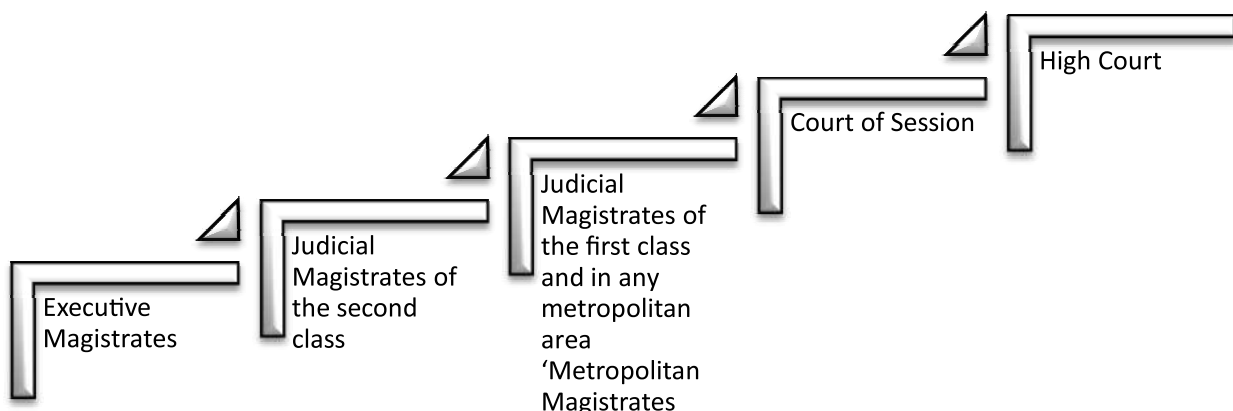 Executive
Magistrates
Judicial
Magistrates of
the second
class
Judicial
Magistrates of
the first class
and in any
metropolitan
area
‘Metropolitan
Magistrates
Court of Session
High Court